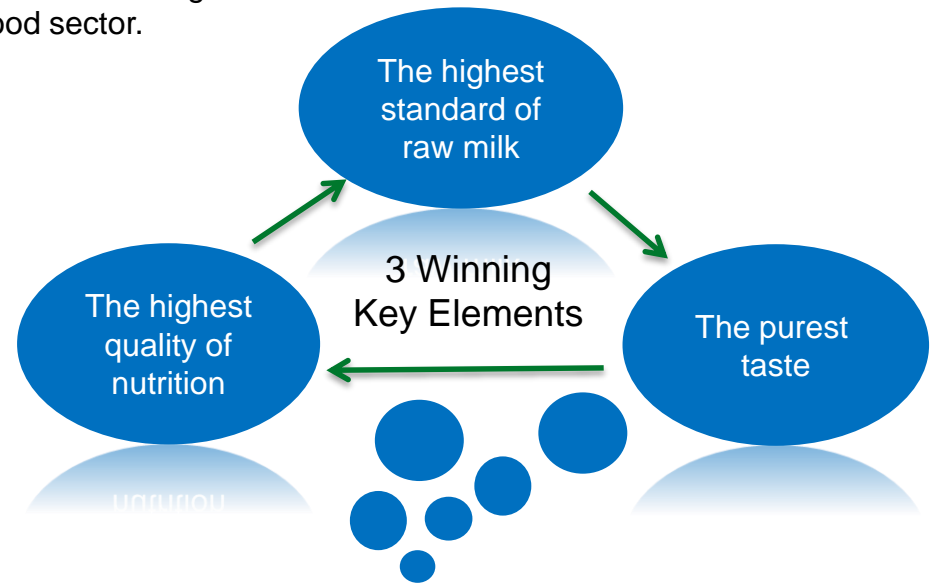 ood sector.
The highest
standard of
raw milk
3 Winning
Key Elements
The highest
quality of
nutrition
The purest
taste